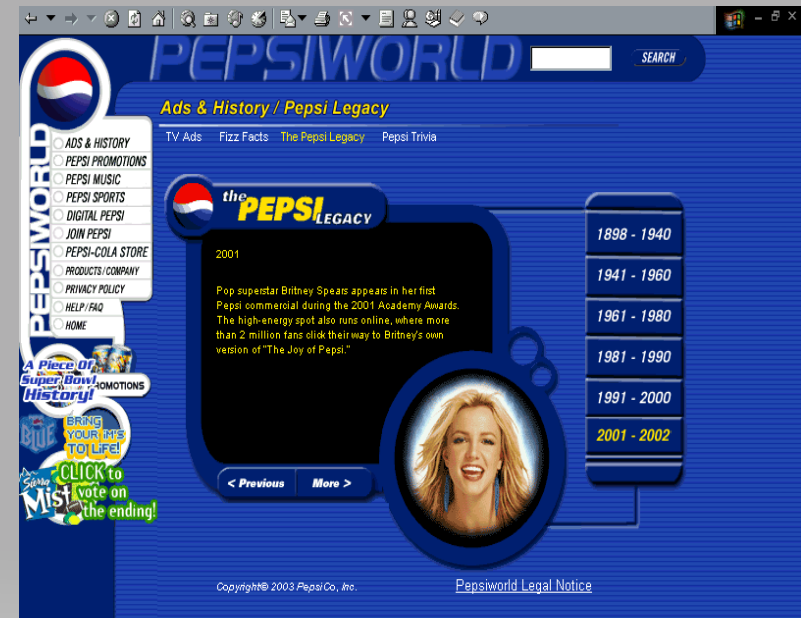 PEPSIWORLD
SEARCH
Ads & History / Pepsi Legacy
TV Ads Fizz Facts The Pepsi Legacy Pepsi Trivia
PEPSIWORLD
ADS & HISTORY
PEPSI PROMOTIONS
PEPSI MUSIC
PEPSI SPORTS
DIGITAL PEPSI
JOIN PEPSI
PEPSI-COLA STORE
PRODUCTS/COMPANY
PRIVACY POLICY
HELP/FAQ
HOME
A Piece Of
Super Bowl
History!
PROMOTIONS
BLUE
BRiNG
YOUR iM'S
TO LiFE!
Sierra
Mist
CLICK to
vote on
the ending!
the PEPSI LEGACY
2001
Pop superstar Britney Spears appears in her first
Pepsi commercial during the 2001 Academy Awards.
The high-energy spot also runs online, where more
than 2 million fans click their way to Britney's own
version of "The Joy of Pepsi."
< Previous More >
1898 - 1940
1941 - 1960
1961 - 1980
1981 - 1990
1991 - 2000
2001 - 2002
Copyright© 2003 PepsiCo, Inc.
Pepsiworld Legal Notice